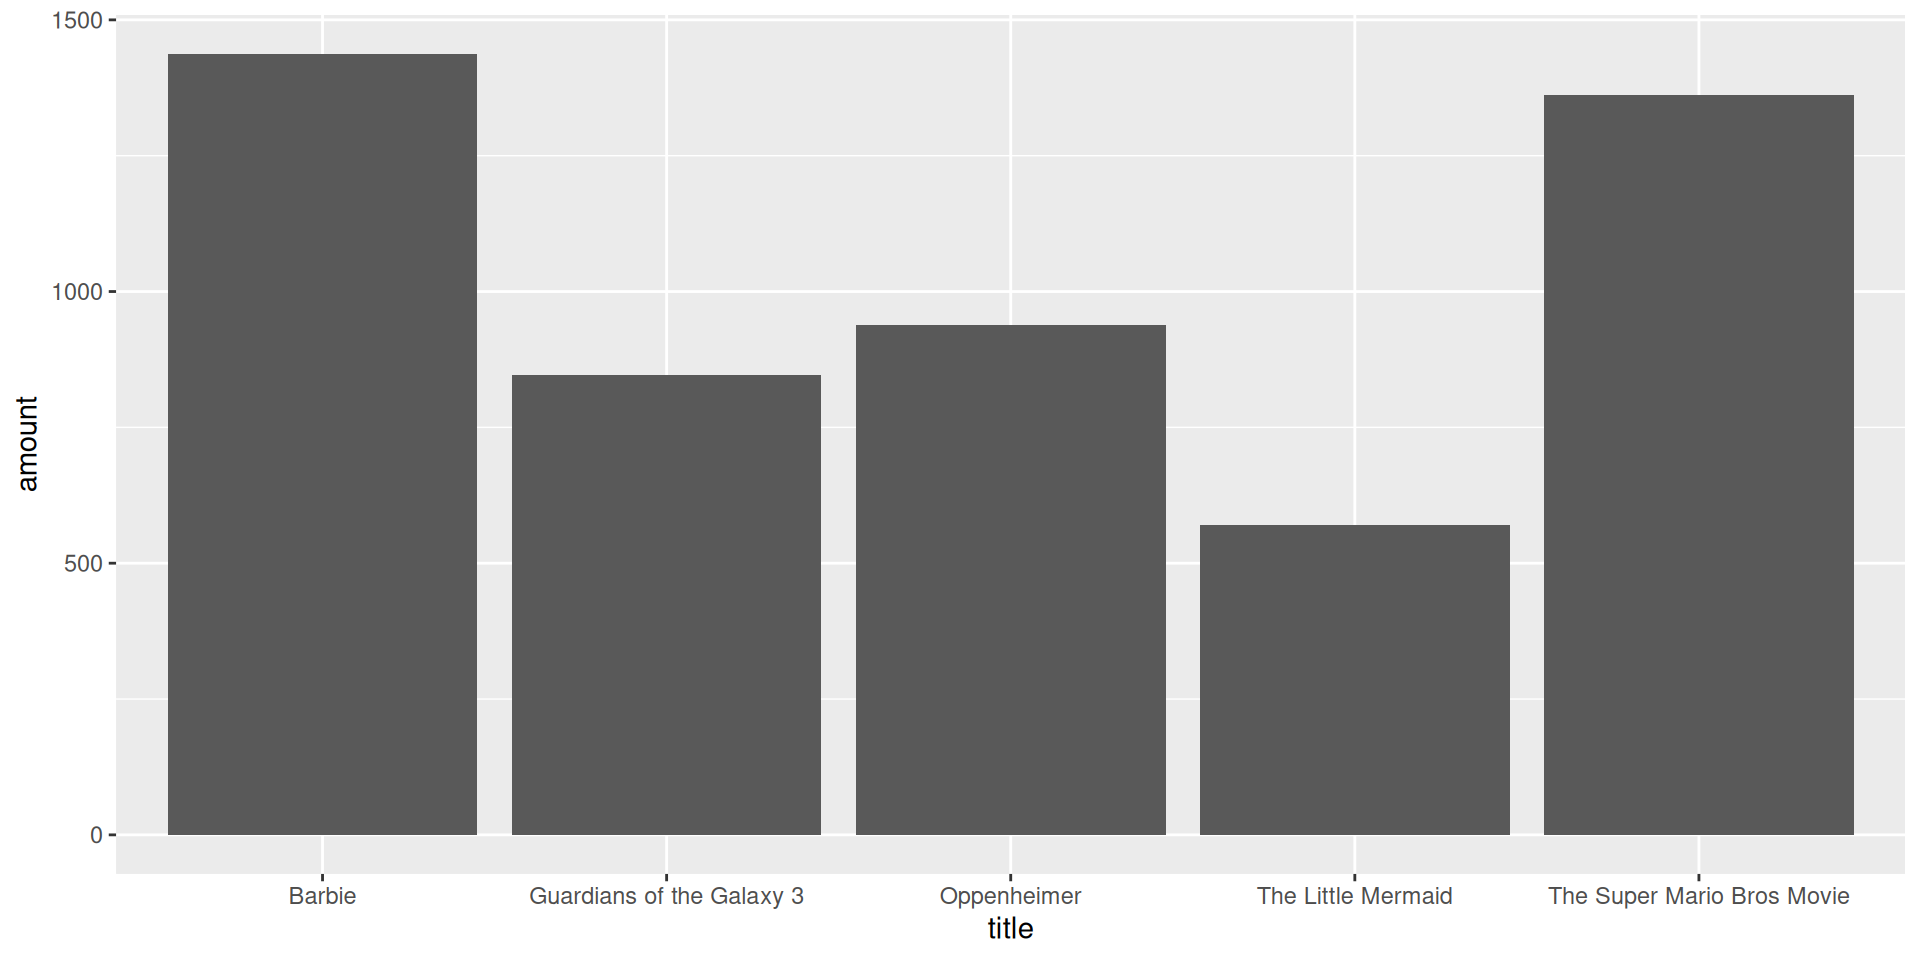 1500
1000
500
0
amount
Barbie
Guardians of the Galaxy 3
Oppenheimer
The Little Mermaid
The Super Mario Bros Movie
title